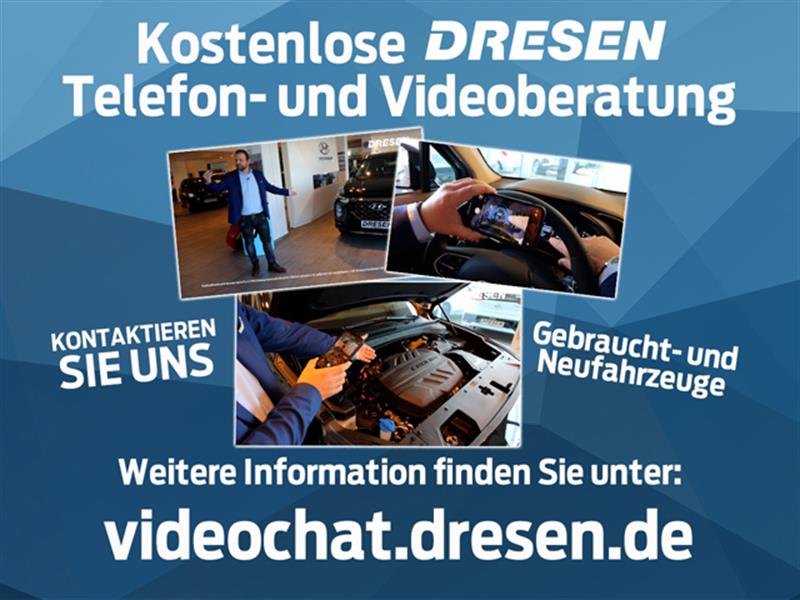 Kostenlose DRESEN
Telefon- und Videoberatung
DRESEN
KONTAKTIEREN
SIE UNS
Gebraucht- und
Neufahrzeuge
Weitere Information finden Sie unter:
videochat.dresen.de